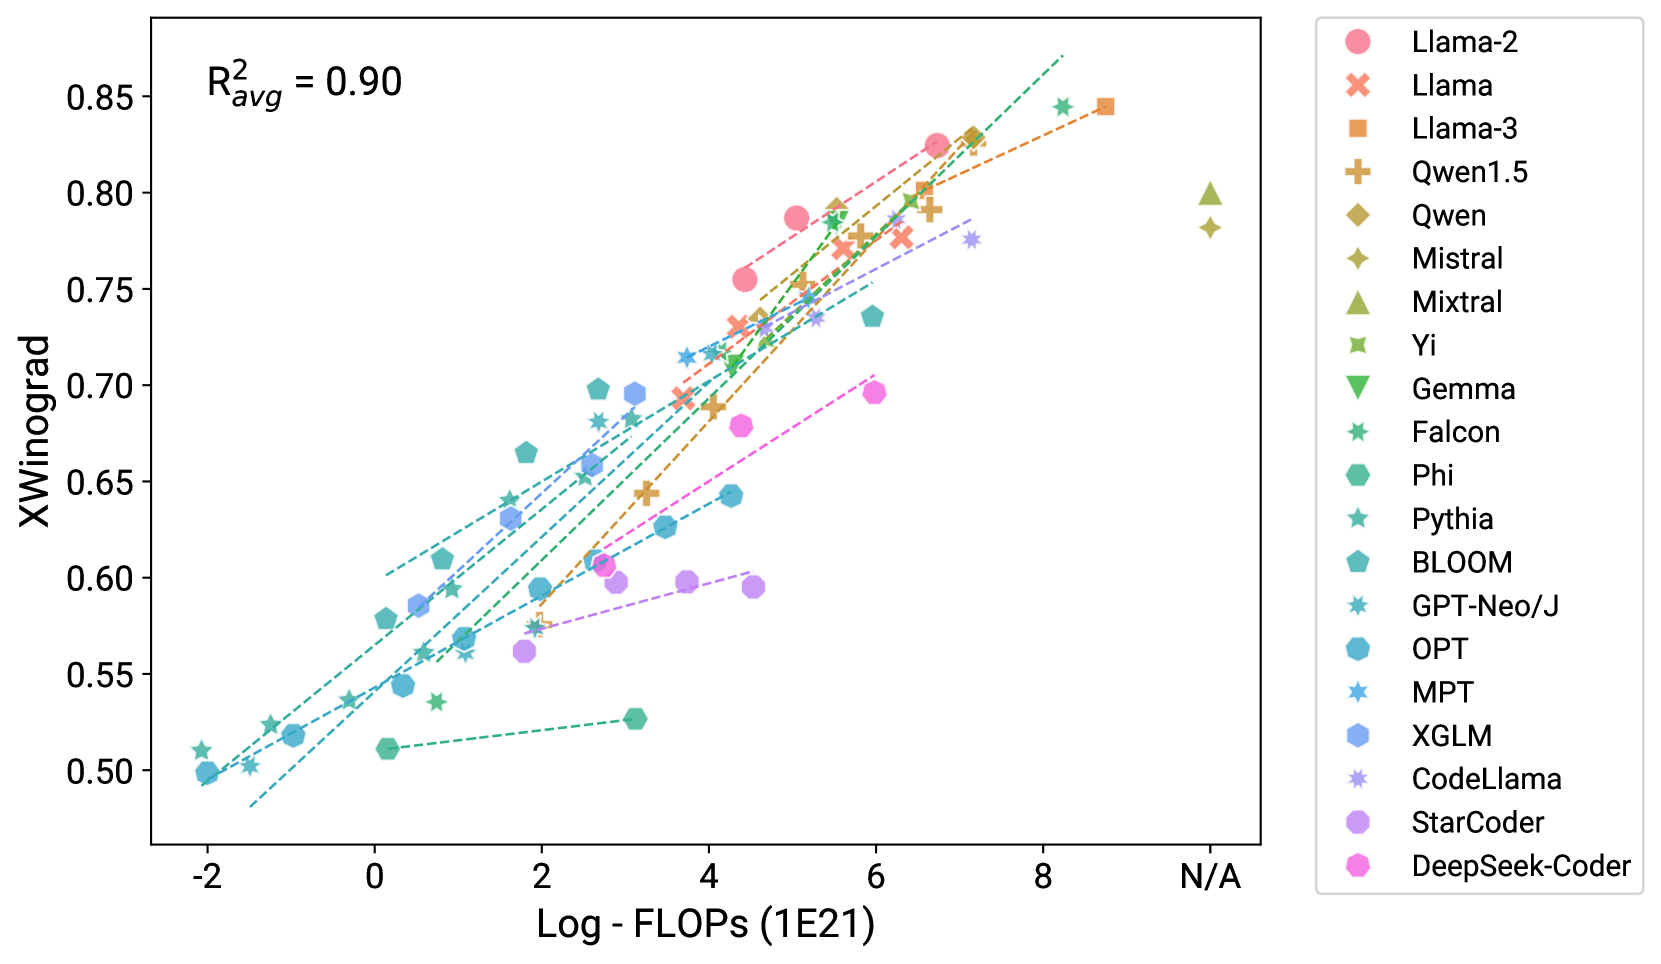 R²avg = 0.90
XWinograd
0.85
0.80
0.75
0.70
0.65
0.60
0.55
0.50
-2 0 2 4 6 8 N/A
Log - FLOPs (1E21)
Llama-2
Llama
Llama-3
Qwen1.5
Qwen
Mistral
Mixtral
Yi
Gemma
Falcon
Phi
Pythia
BLOOM
GPT-Neo/J
OPT
MPT
XGLM
CodeLlama
StarCoder
DeepSeek-Coder